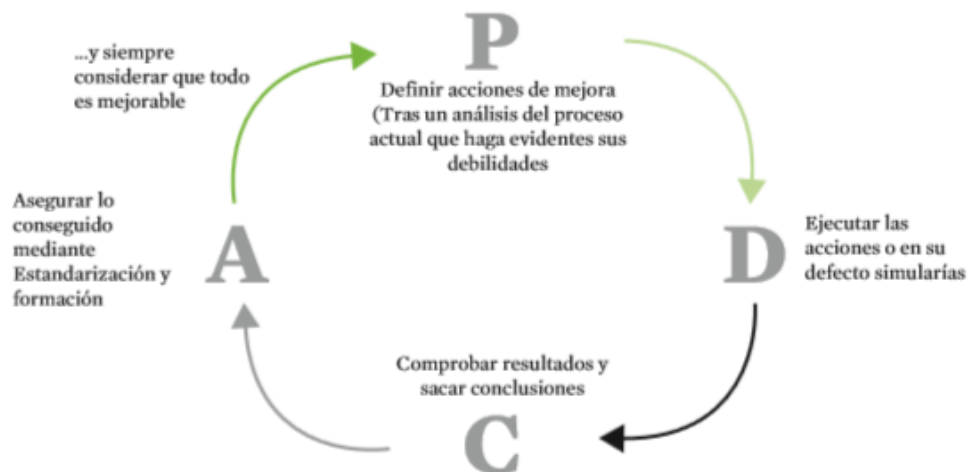 P
Definir acciones de mejora
(Tras un análisis del proceso
actual que haga evidentes sus
debilidades
D
Ejecutar las
acciones o en su
defecto simularías
Comprobar resultados y
sacar conclusiones
C
A
Asegurar lo
conseguido
mediante
Estandarización y
formación
...y siempre
considerar que todo
es mejorable